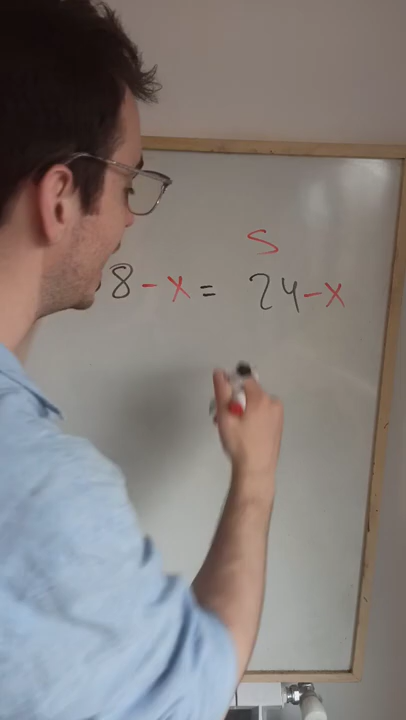 S
8-x = 24-x